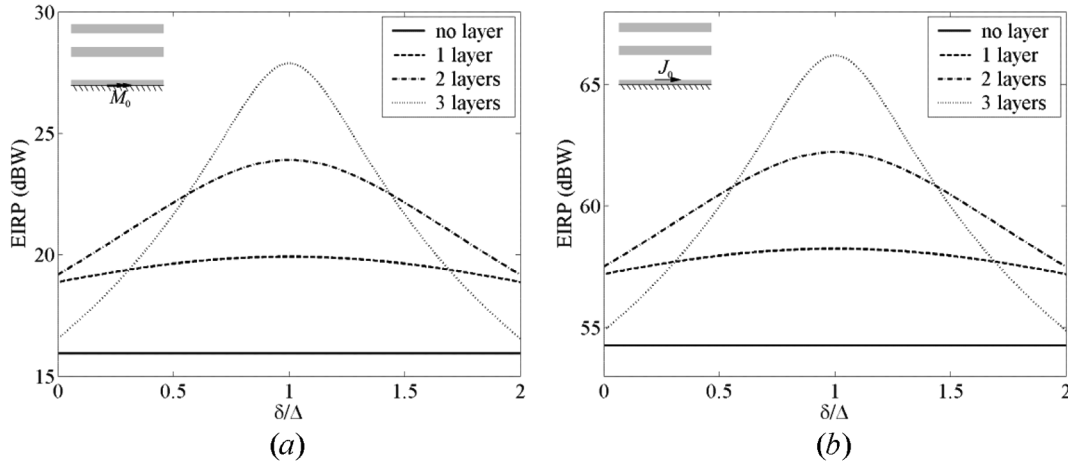 30
25
20
15
EIRP (dBW)
M₀
no layer
1 layer
2 layers
3 layers
0
0.5
1
1.5
2
δ/Δ
(a)
65
60
55
EIRP (dBW)
J₀
no layer
1 layer
2 layers
3 layers
0
0.5
1
1.5
2
δ/Δ
(b)